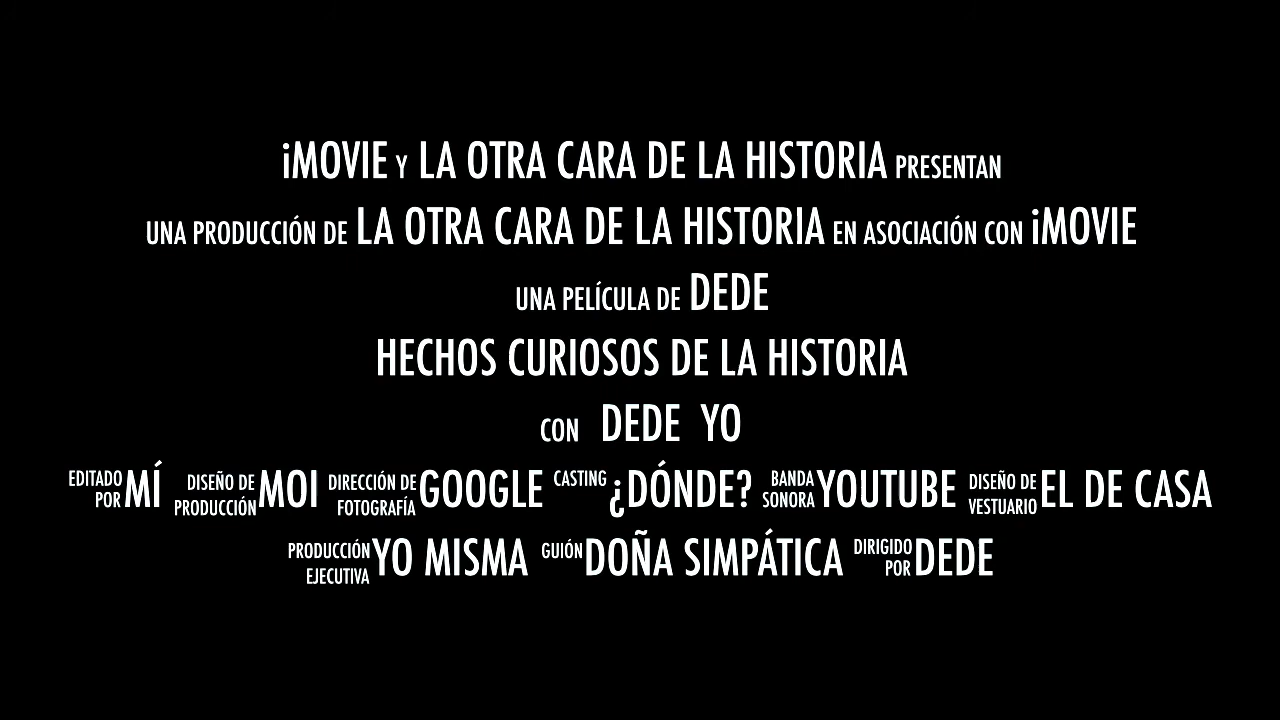 iMOVIE Y LA OTRA CARA DE LA HISTORIA PRESENTAN
UNA PRODUCCIÓN DE LA OTRA CARA DE LA HISTORIA EN ASOCIACIÓN CON iMOVIE
UNA PELÍCULA DE DEDE
HECHOS CURIOSOS DE LA HISTORIA
CON DEDE YO
EDITADO POR MÍ DISEÑO DE PRODUCCIÓN MOI DIRECCIÓN DE FOTOGRAFÍA GOOGLE CASTING ¿DÓNDE? BANDA SONORA YOUTUBE DISEÑO DE VESTUARIO EL DE CASA
PRODUCCIÓN EJECUTIVA YO MISMA GUIÓN DOÑA SIMPÁTICA DIRIGIDO POR DEDE